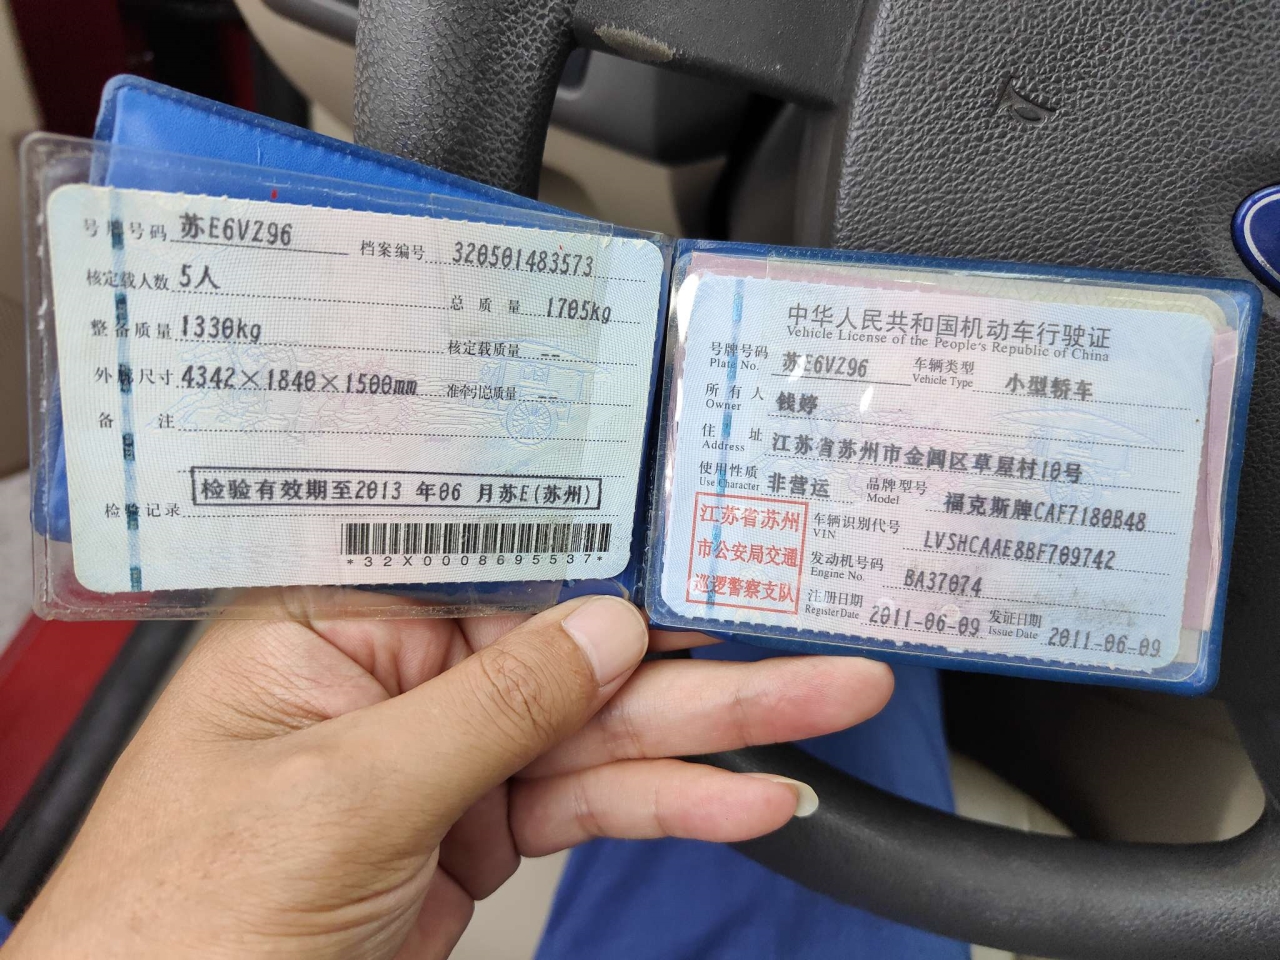 号牌号码 苏E6VZ96 档案编号 320501483573
核定载人数 5人 总质量 1705kg
整备质量 1330kg 核定载质量 --
外廓尺寸 4342×1840×1500mm 准牵引总质量 --
备注
检验记录 检验有效期至2013 年06 月苏E(苏州)
*32X0008695537*
中华人民共和国机动车行驶证
Vehicle License of the People's Republic of China
号牌号码 苏E6VZ96 车辆类型 小型轿车
Plate No. Vehicle Type
所有人 钱婷
Owner
住址 江苏省苏州市金阊区草屋村10号
Address
使用性质 非营运 品牌型号 福克斯牌CAF7180B48
Use Character Model
江苏省苏州
市公安局交通
巡逻警察支队
车辆识别代号 LVSHCAAE8BF709742
VIN
发动机号码 BA37074
Engine No.
注册日期 2011-06-09 发证日期 2011-06-09
Register Date Issue Date